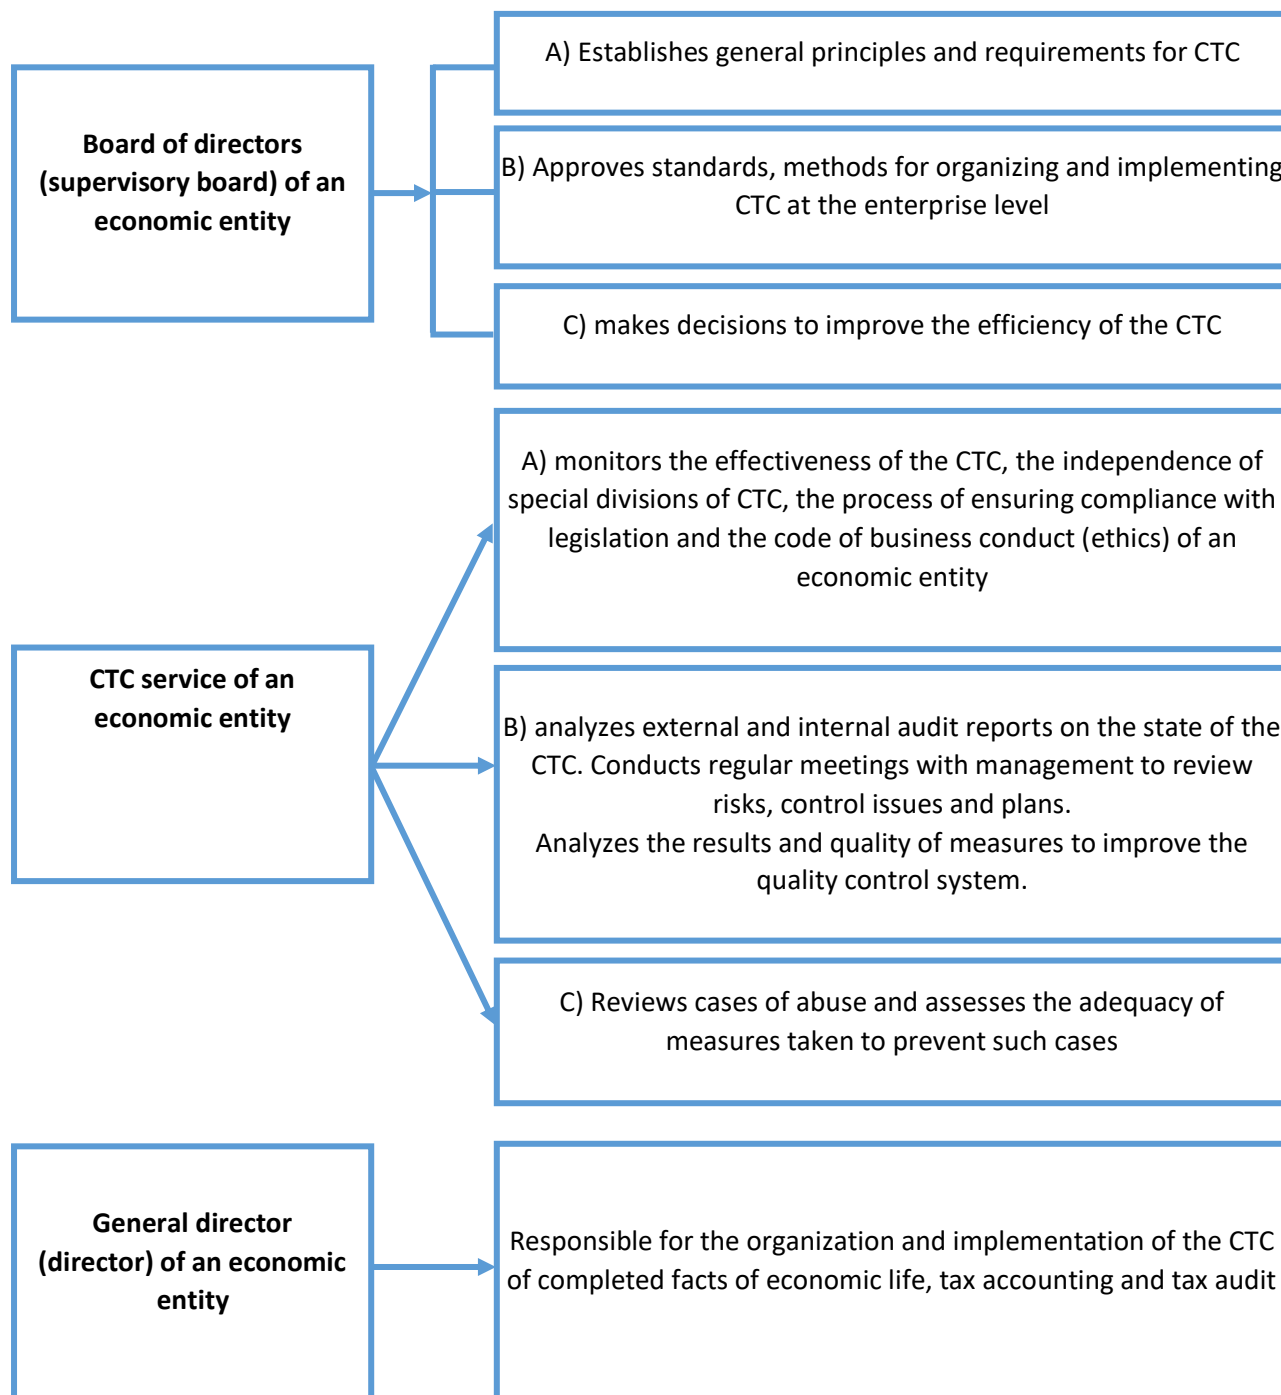 A) Establishes general principles and requirements for CTC
Board of directors
(supervisory board) of an
economic entity
B) Approves standards, methods for organizing and implementing
CTC at the enterprise level
C) makes decisions to improve the efficiency of the CTC
A) monitors the effectiveness of the CTC, the independence of
special divisions of CTC, the process of ensuring compliance with
legislation and the code of business conduct (ethics) of an
economic entity
CTC service of an
economic entity
B) analyzes external and internal audit reports on the state of the
CTC. Conducts regular meetings with management to review
risks, control issues and plans.
Analyzes the results and quality of measures to improve the
quality control system.
C) Reviews cases of abuse and assesses the adequacy of
measures taken to prevent such cases
General director
(director) of an economic
entity
Responsible for the organization and implementation of the CTC
of completed facts of economic life, tax accounting and tax audit